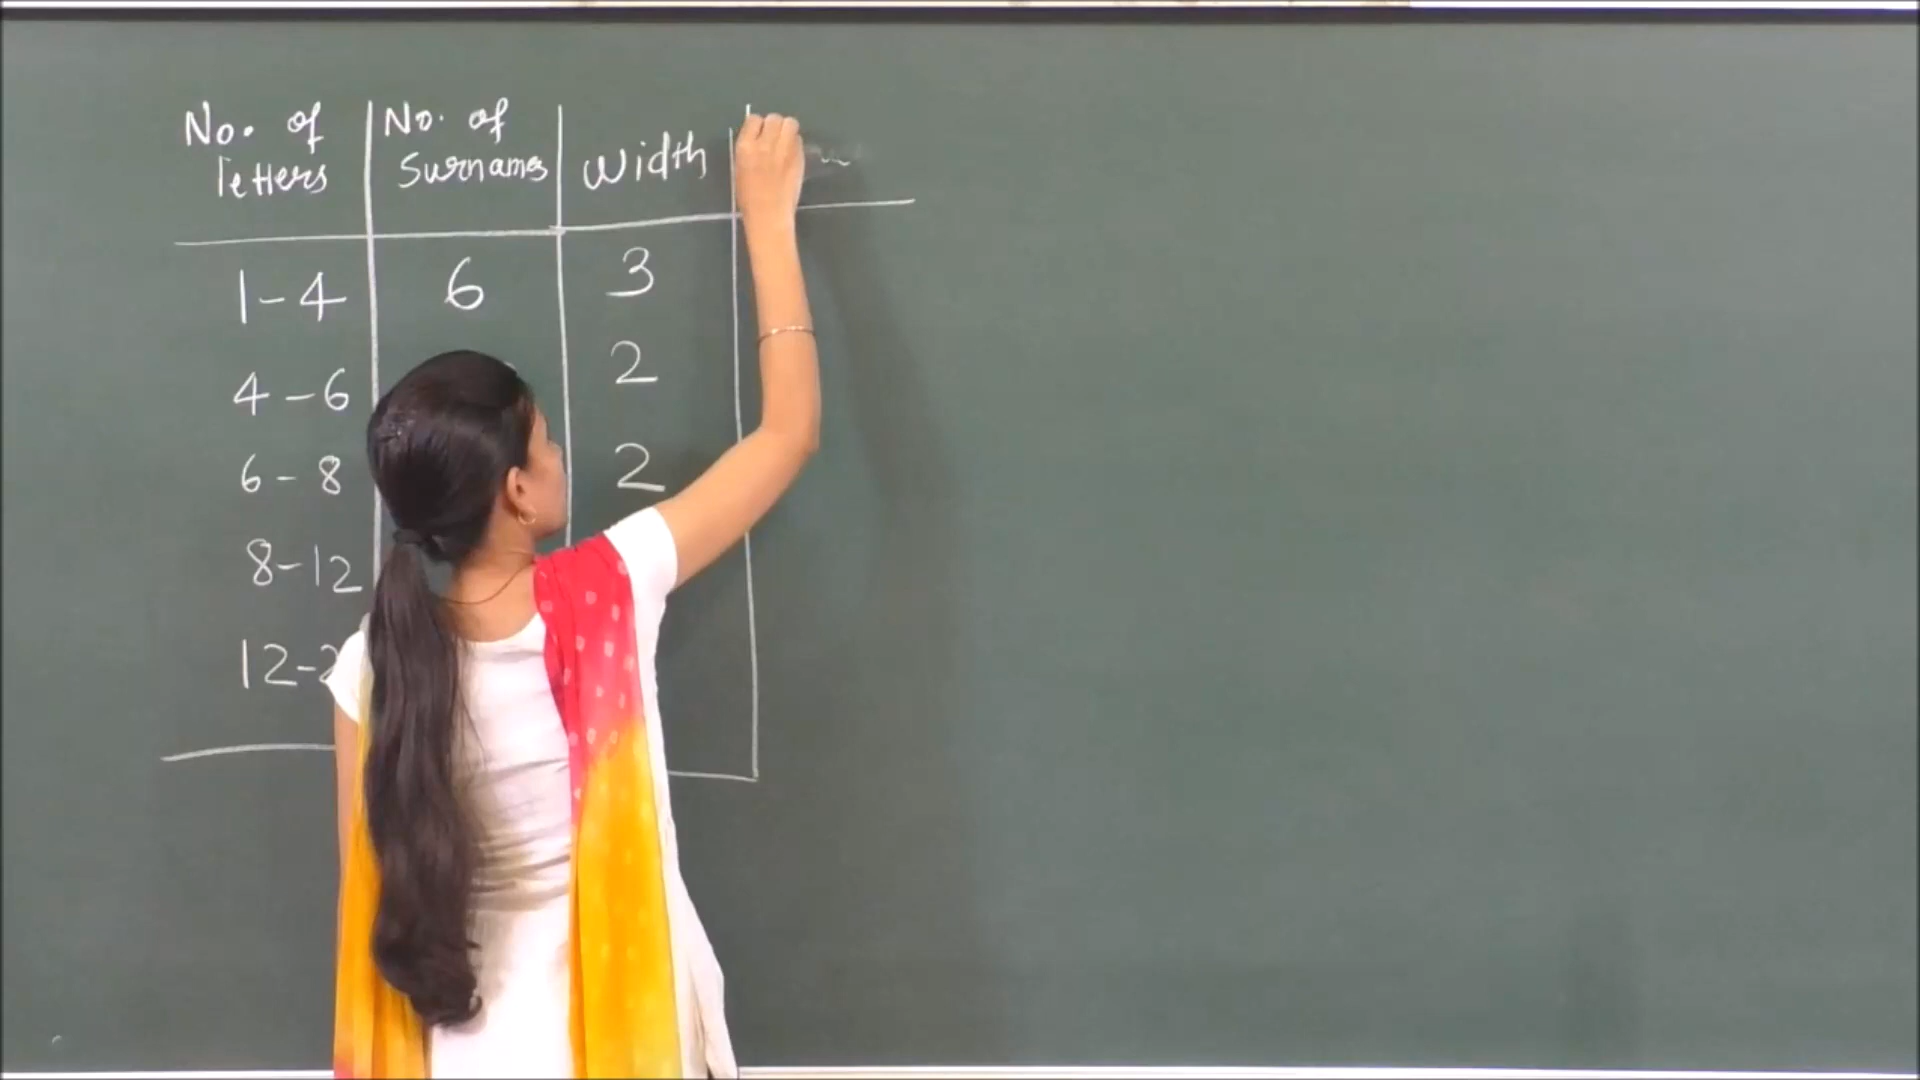 No. of letters
No. of Surnames
Width
1-4 6 3
4-6 2
6-8 2
8-12
12-2